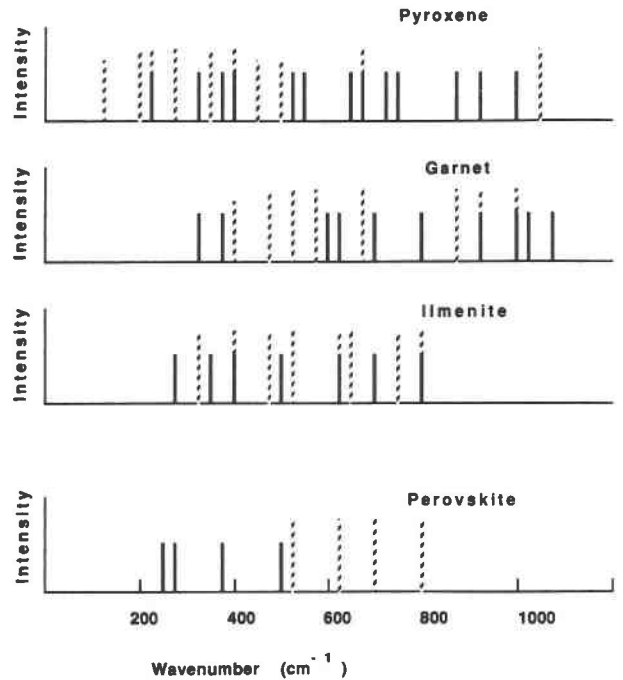 Pyroxene
Intensity
Garnet
Intensity
Ilmenite
Intensity
Perovskite
Intensity
200 400 600 800 1000
Wavenumber (cm⁻¹)